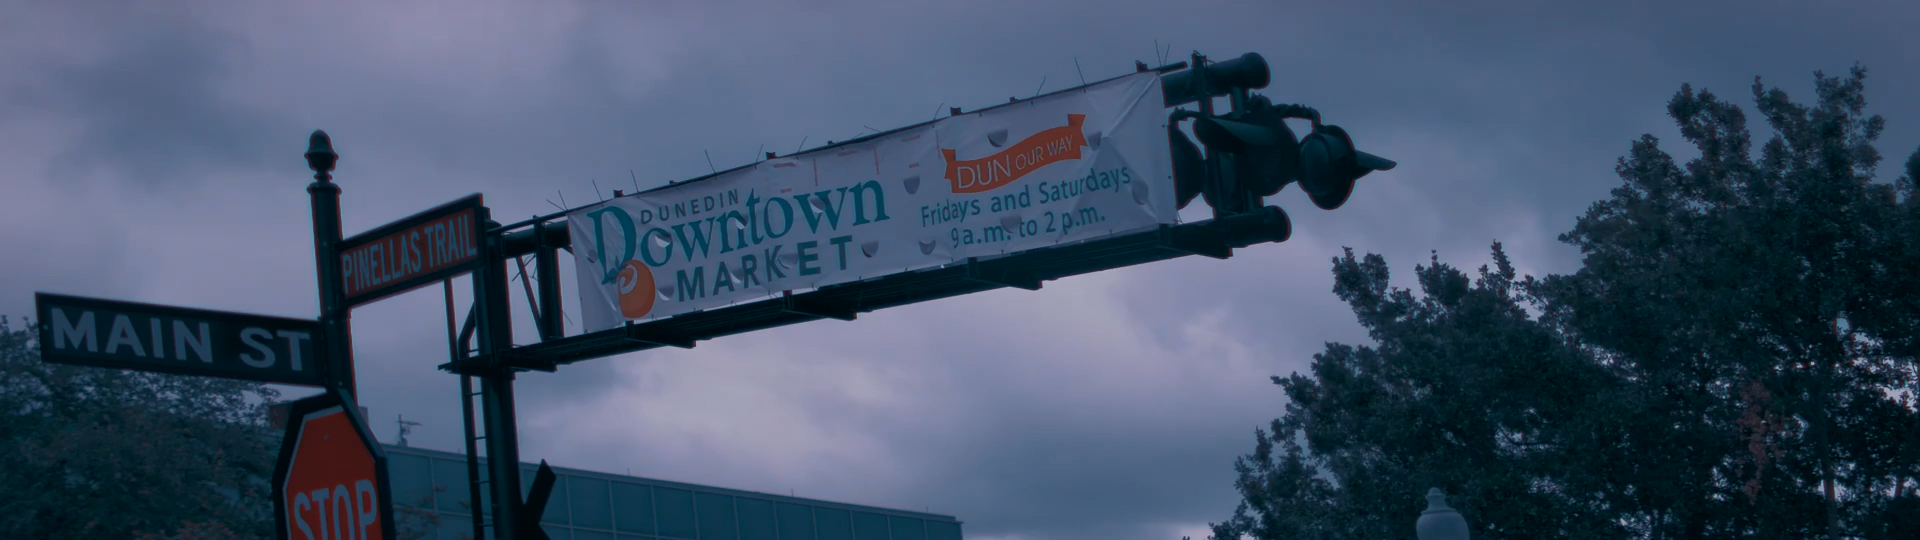 MAIN ST
PINELLAS TRAIL
STOP
DUNEDIN
Downtown
MARKET
DUN OUR WAY
Fridays and Saturdays
9 a.m. to 2 p.m.